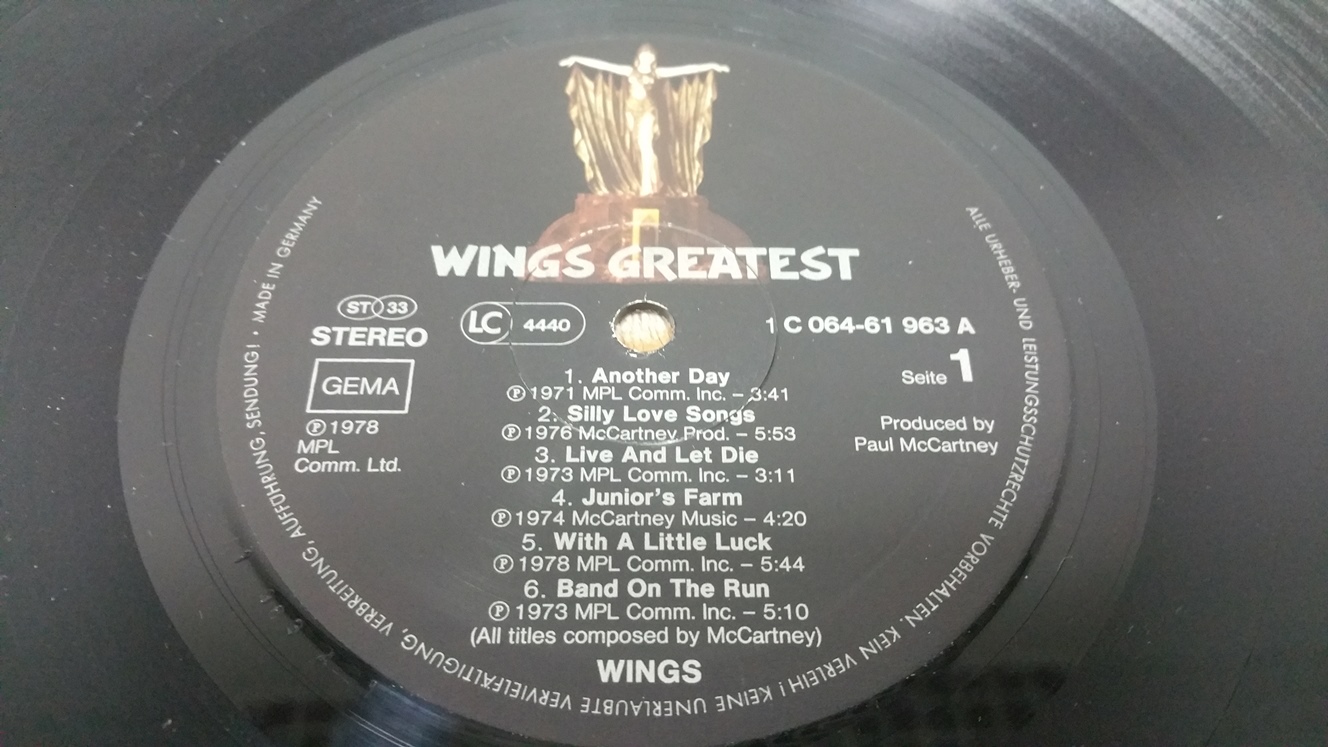 WINGS GREATEST
ST 33
STEREO
GEMA
℗ 1978
MPL
Comm. Ltd.
LC 4440
1 C 064-61 963 A
Seite 1
Produced by
Paul McCartney
1. Another Day
℗ 1971 MPL Comm. Inc. – 3:41
2. Silly Love Songs
℗ 1976 McCartney Prod. – 5:53
3. Live And Let Die
℗ 1973 MPL Comm. Inc. – 3:11
4. Junior's Farm
℗ 1974 McCartney Music – 4:20
5. With A Little Luck
℗ 1978 MPL Comm. Inc. – 5:44
6. Band On The Run
℗ 1973 MPL Comm. Inc. – 5:10
(All titles composed by McCartney)
WINGS
ALLE URHEBER- UND LEISTUNGSSCHUTZRECHTE VORBEHALTEN. KEIN VERLEIH! KEINE UNERLAUBTE VERVIELFÄLTIGUNG, VERBREITUNG, AUFFÜHRUNG, SENDUNG! · MADE IN GERMANY